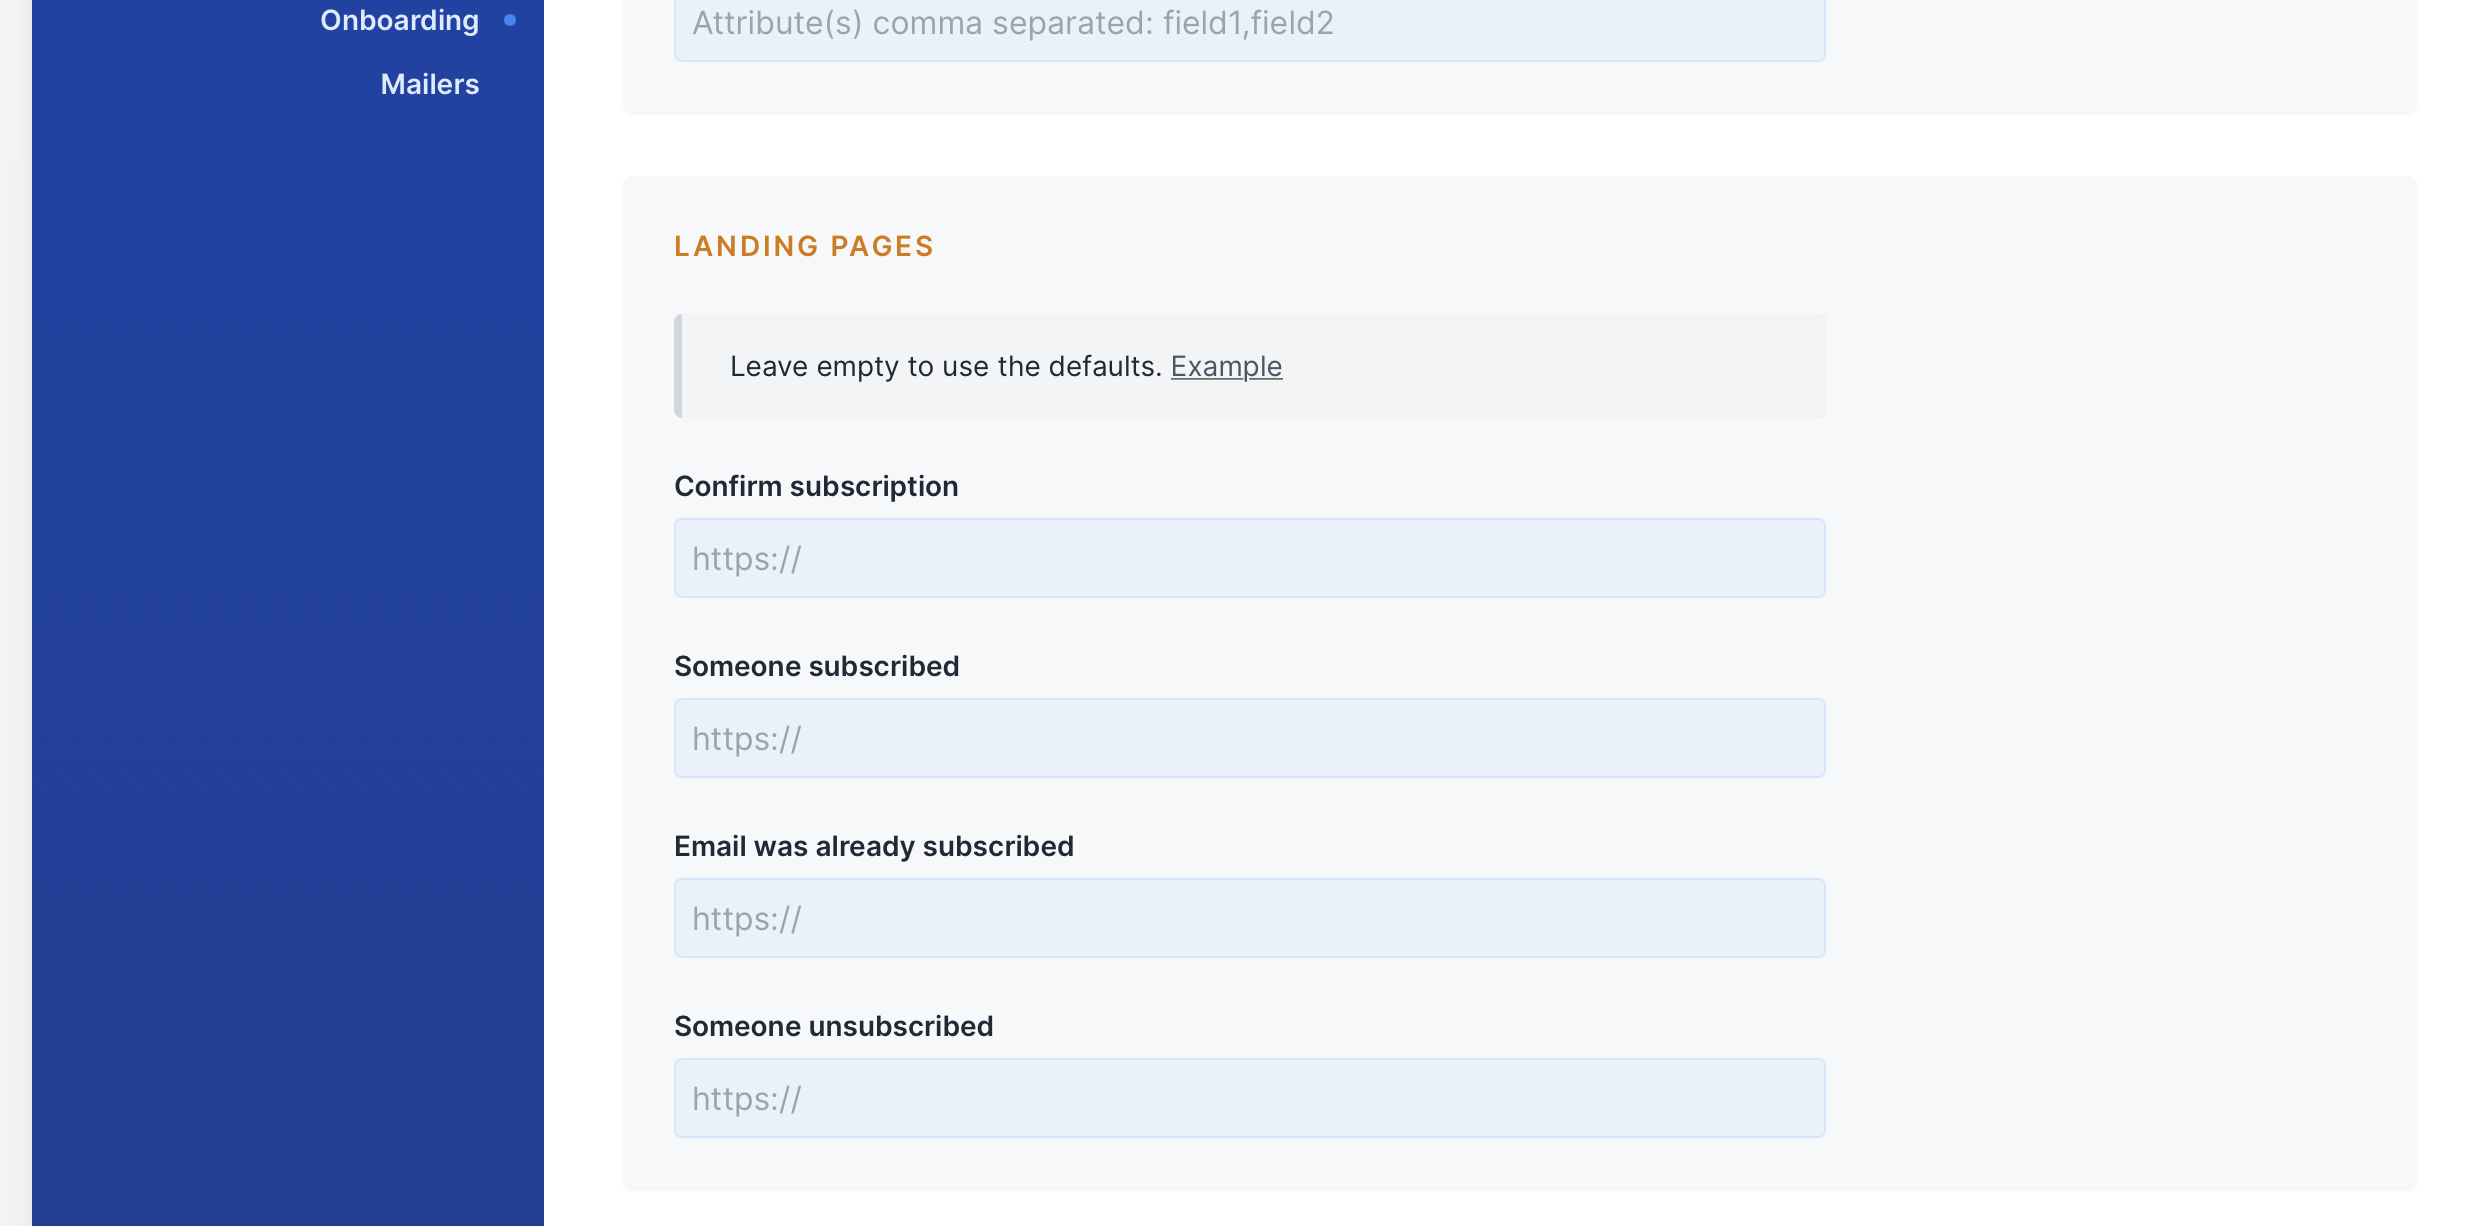 Onboarding
Mailers
Attribute(s) comma separated: field1,field2
LANDING PAGES
Leave empty to use the defaults. Example
Confirm subscription
https://
Someone subscribed
https://
Email was already subscribed
https://
Someone unsubscribed
https://